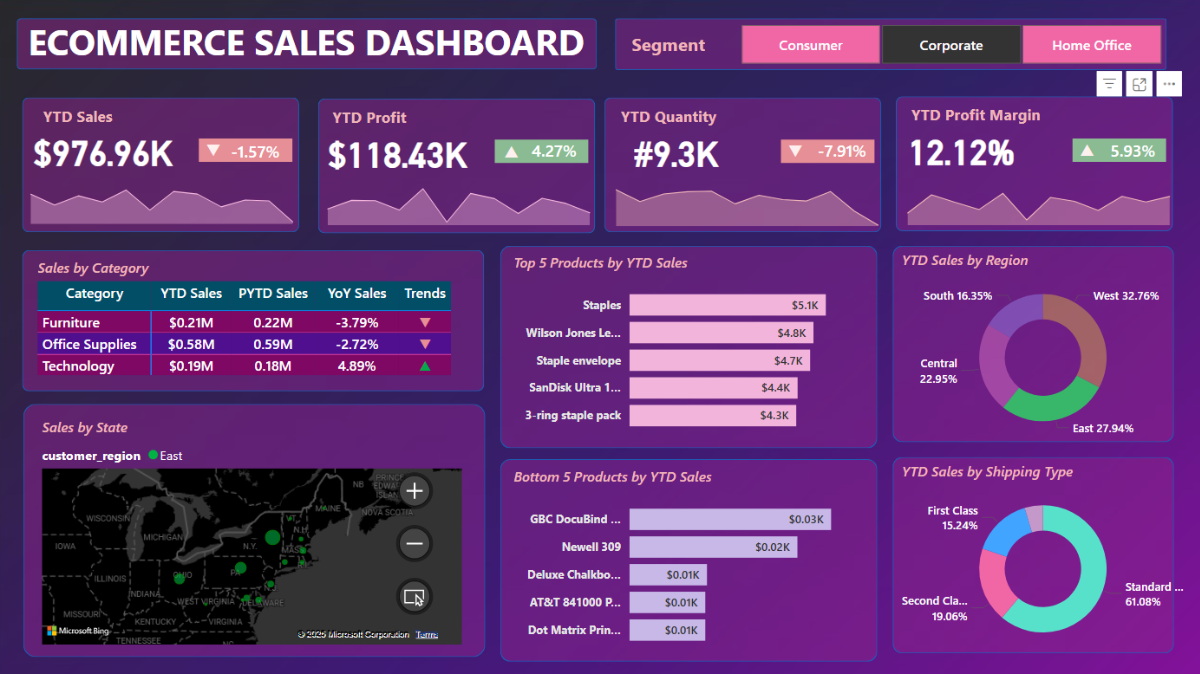 ECOMMERCE SALES DASHBOARD
Segment
Consumer
Corporate
Home Office
YTD Sales
$976.96K
▼ -1.57%
YTD Profit
$118.43K
▲ 4.27%
YTD Quantity
#9.3K
▼ -7.91%
YTD Profit Margin
12.12%
▲ 5.93%
Sales by Category
Category YTD Sales PYTD Sales YoY Sales Trends
Furniture $0.21M 0.22M -3.79% ▼
Office Supplies $0.58M 0.59M -2.72% ▼
Technology $0.19M 0.18M 4.89% ▲
Sales by State
customer_region East
WISCONSIN
IOWA
MICHIGAN
ILLINOIS
INDIANA
OHIO
MISSOURI
KENTUCKY
TENNESSEE
WEST VIRGINIA
VIRGINIA
DELAWARE
N.Y.
MAINE
NB
PRINCE
EDWA
ISLAN
NOVA SCOTIA
Microsoft Bing
© 2025 Microsoft Corporation Terms
Top 5 Products by YTD Sales
Staples $5.1K
Wilson Jones Le... $4.8K
Staple envelope $4.7K
SanDisk Ultra 1... $4.4K
3-ring staple pack $4.3K
Bottom 5 Products by YTD Sales
GBC DocuBind ... $0.03K
Newell 309 $0.02K
Deluxe Chalkbo... $0.01K
AT&T 841000 P... $0.01K
Dot Matrix Prin... $0.01K
YTD Sales by Region
South 16.35%
West 32.76%
Central
22.95%
East 27.94%
YTD Sales by Shipping Type
First Class
15.24%
Second Cla...
19.06%
Standard ...
61.08%